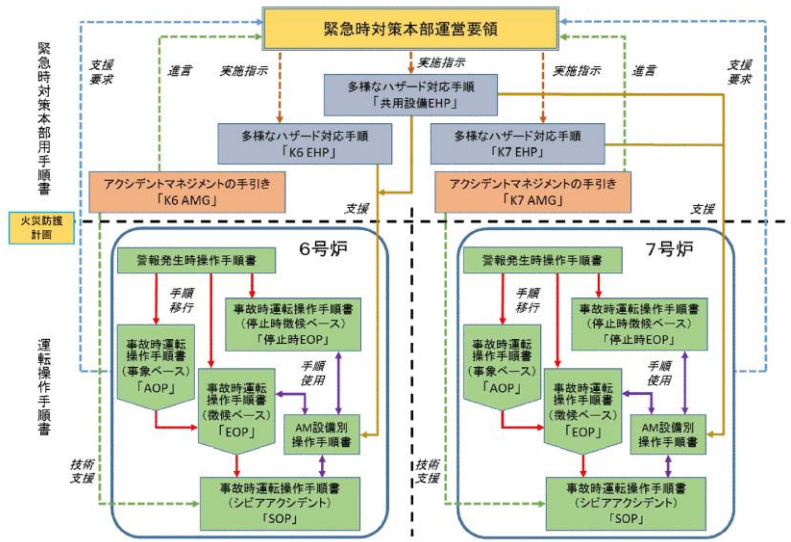 緊急時対策本部運営要領
緊急時対策本部用手順書
支援
要求
進言
実施指示
実施指示
実施指示
進言
支援
要求
多様なハザード対応手順
「共用設備EHP」
多様なハザード対応手順
「K6 EHP」
多様なハザード対応手順
「K7 EHP」
アクシデントマネジメントの手引き
「K6 AMG」
アクシデントマネジメントの手引き
「K7 AMG」
支援
支援
火災防護
計画
運転操作手順書
6号炉
警報発生時操作手順書
手順
移行
事故時運転操作手順書
(停止時徴候ベース)
「停止時EOP」
事故時運転
操作手順書
(事象ベース)
「AOP」
手順
使用
事故時運転
操作手順書
(徴候ベース)
「EOP」
AM設備別
操作手順書
技術
支援
事故時運転操作手順書
(シビアアクシデント)
「SOP」
7号炉
警報発生時操作手順書
手順
移行
事故時運転操作手順書
(停止時徴候ベース)
「停止時EOP」
事故時運転
操作手順書
(事象ベース)
「AOP」
手順
使用
事故時運転
操作手順書
(徴候ベース)
「EOP」
AM設備別
操作手順書
技術
支援
事故時運転操作手順書
(シビアアクシデント)
「SOP」